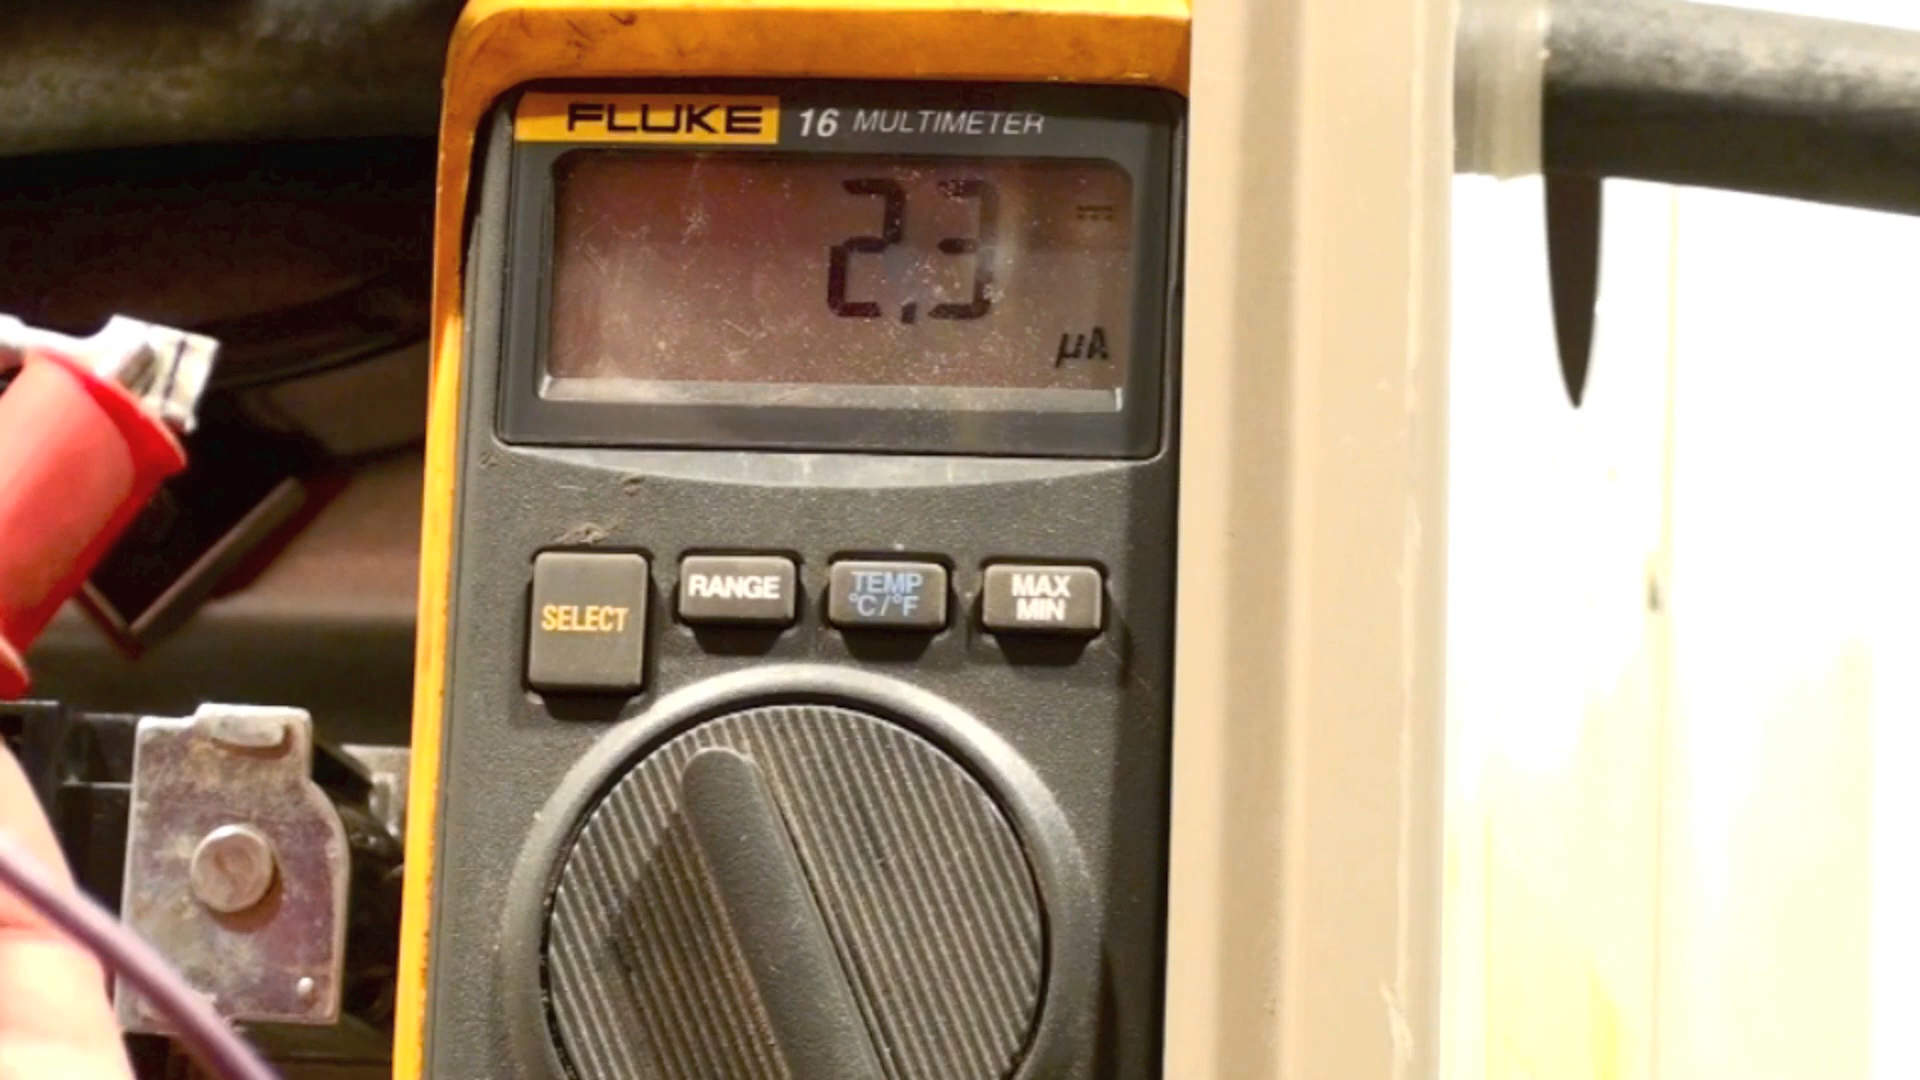 FLUKE 16 MULTIMETER
2.3
µA
SELECT RANGE TEMP °C/°F MAX MIN